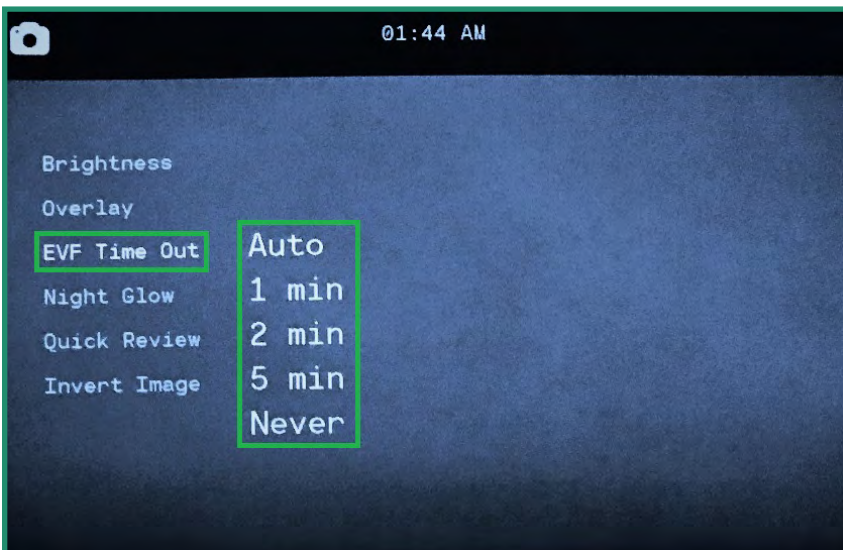 01:44 AM
Brightness
Overlay
EVF Time Out
Auto
Night Glow
1 min
Quick Review
2 min
Invert Image
5 min
Never